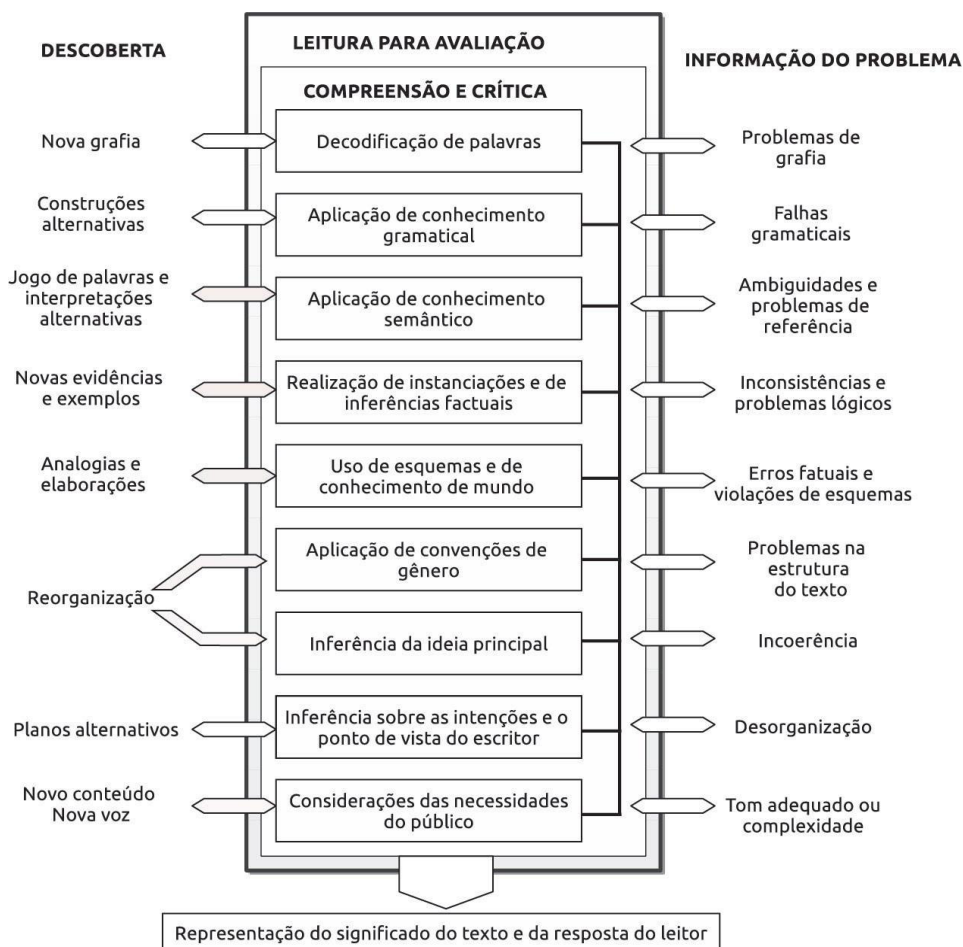 DESCOBERTA
LEITURA PARA AVALIAÇÃO
INFORMAÇÃO DO PROBLEMA
COMPREENSÃO E CRÍTICA
Nova grafia
Decodificação de palavras
Problemas de
grafia
Construções
alternativas
Aplicação de conhecimento
gramatical
Falhas
gramaticais
Jogo de palavras e
interpretações
alternativas
Aplicação de conhecimento
semântico
Ambiguidades e
problemas de
referência
Novas evidências
e exemplos
Realização de instanciações e de
inferências factuais
Inconsistências e
problemas lógicos
Analogias e
elaborações
Uso de esquemas e de
conhecimento de mundo
Erros fatuais e
violações de esquemas
Reorganização
Aplicação de convenções de
gênero
Problemas na
estrutura
do texto
Inferência da ideia principal
Incoerência
Planos alternativos
Inferência sobre as intenções e o
ponto de vista do escritor
Desorganização
Novo conteúdo
Nova voz
Considerações das necessidades
do público
Tom adequado ou
complexidade
Representação do significado do texto e da resposta do leitor